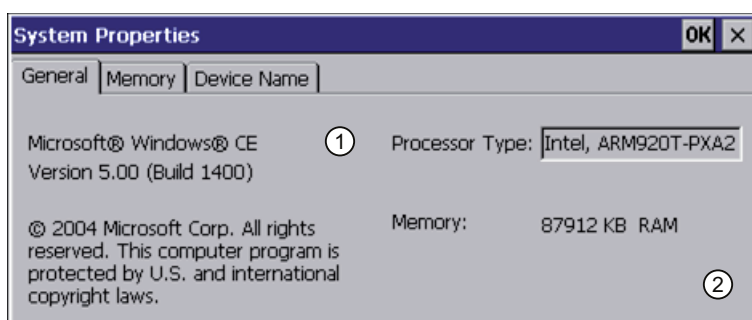 System Properties OK ×
General Memory Device Name
Microsoft® Windows® CE
Version 5.00 (Build 1400)
1
Processor Type: Intel, ARM920T-PXA2
© 2004 Microsoft Corp. All rights
reserved. This computer program is
protected by U.S. and international
copyright laws.
Memory: 87912 KB RAM
2